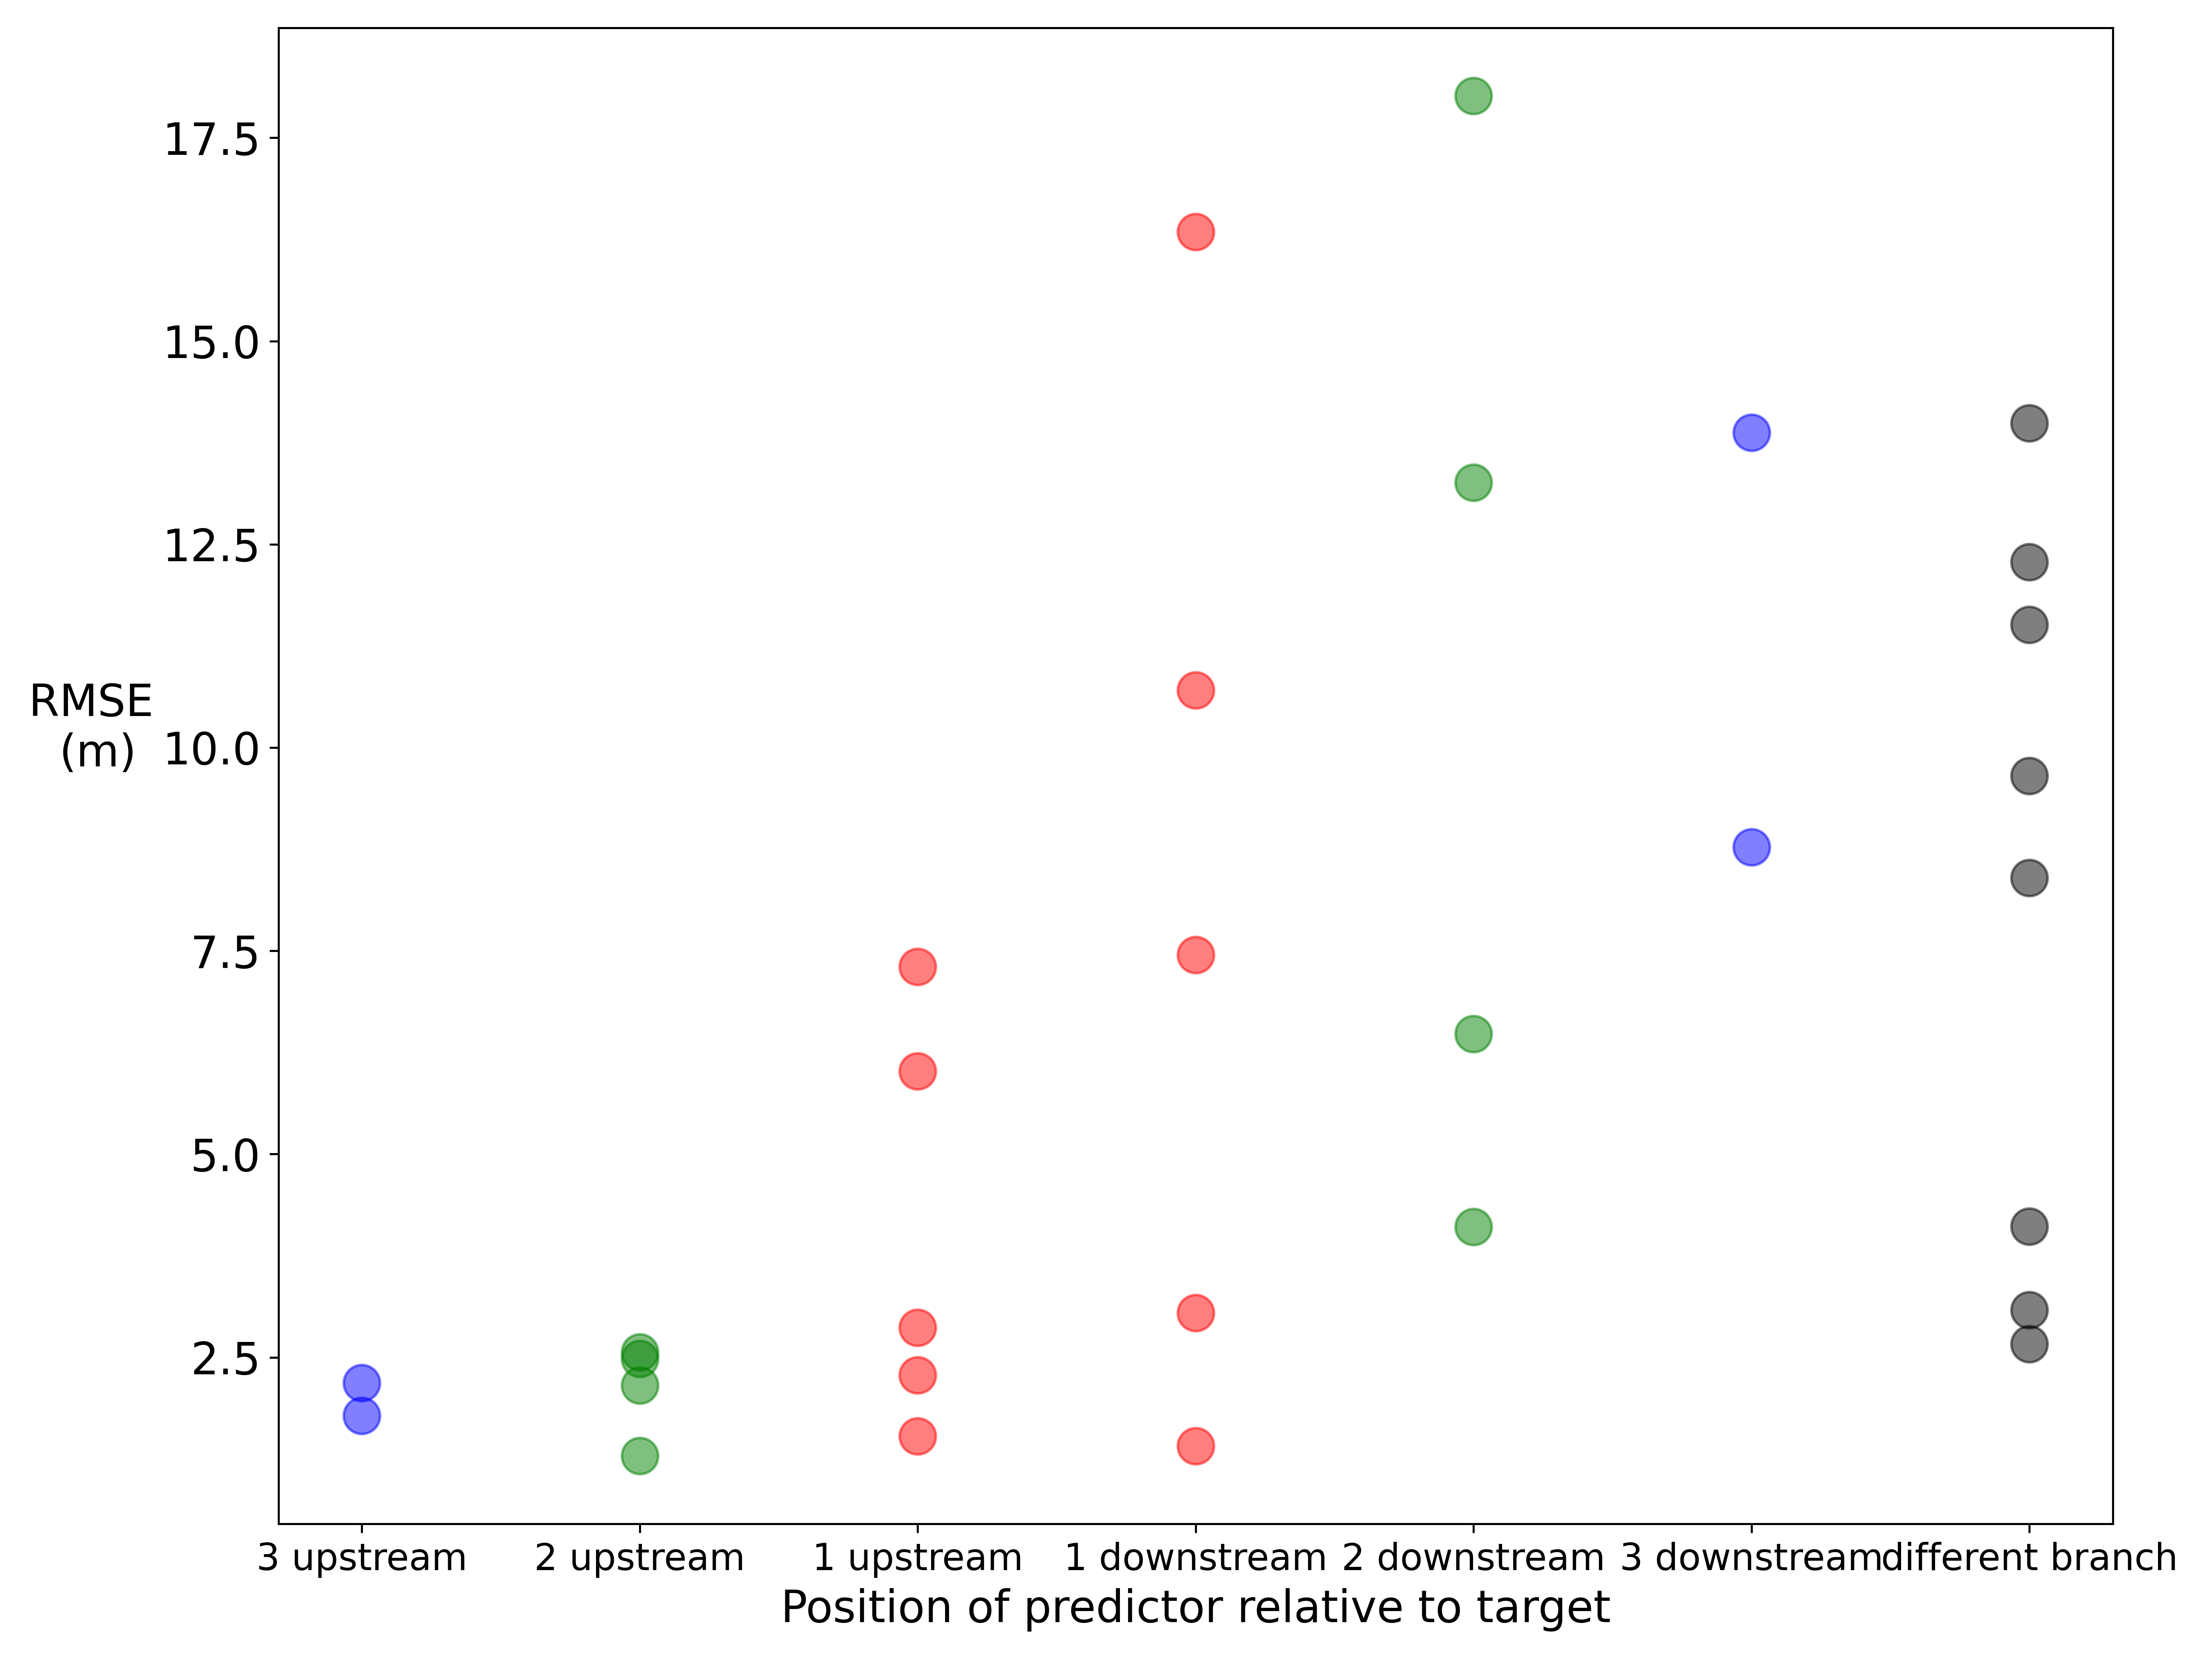 17.5
15.0
12.5
10.0
7.5
5.0
2.5
RMSE
(m)
3 upstream
2 upstream
1 upstream
1 downstream
2 downstream
3 downstream
different branch
Position of predictor relative to target